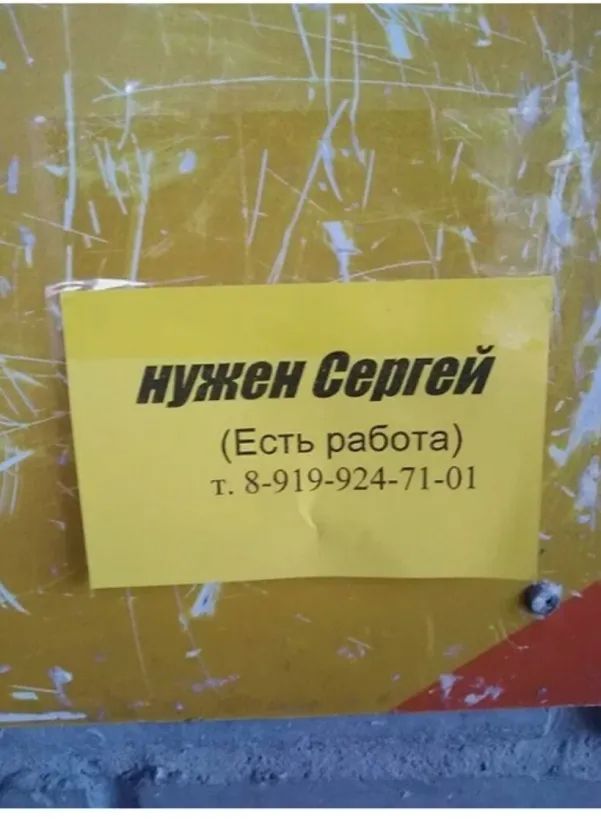 нужен Сергей
(Есть работа)
т. 8-919-924-71-01